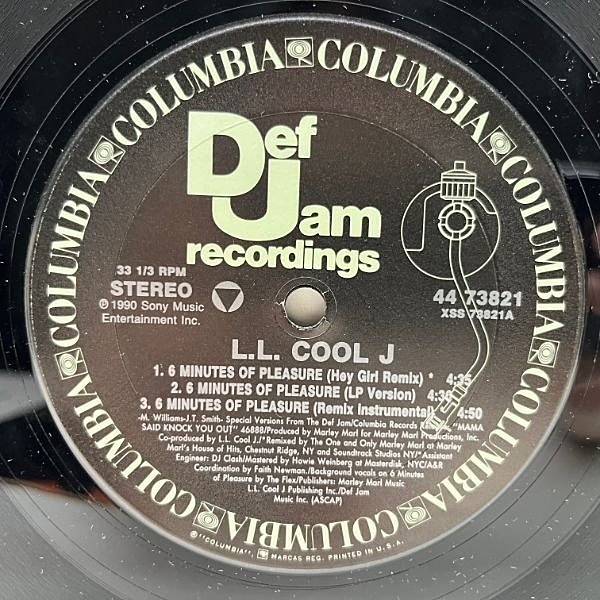 COLUMBIA COLUMBIA COLUMBIA COLUMBIA COLUMBIA COLUMBIA COLUMBIA COLUMBIA
Def
Jam
recordings
33 1/3 RPM
STEREO
℗ 1990 Sony Music
Entertainment Inc.
44 73821
XSS 73821A
L.L. COOL J
1. 6 MINUTES OF PLEASURE (Hey Girl Remix) * 4:35
2. 6 MINUTES OF PLEASURE (LP Version) 4:36
3. 6 MINUTES OF PLEASURE (Remix Instrumental) 4:50
-M. Williams-J.T. Smith- Special Versions From The Def Jam/Columbia Records "MAMA
SAID KNOCK YOU OUT" 46888/Produced by Marley Marl for Marley Marl Productions, Inc.
Co-produced by L.L. Cool J./*Remixed by The One and Only Marley Marl at Marley
Marl's House of Hits, Chestnut Ridge, NY and Soundtrack Studios NY/*Assistant
Engineer: DJ Clash/Mastered by Howie Weinberg at Masterdisk, NYC/A&R
Coordination by Faith Newman./Background vocals on 6 Minutes
of Pleasure by The Flex/Publishers: Marley Marl Music
L.L. Cool J Publishing Inc./Def Jam
Music Inc. (ASCAP)
® "COLUMBIA", MARCAS REG. PRINTED IN U.S.A.